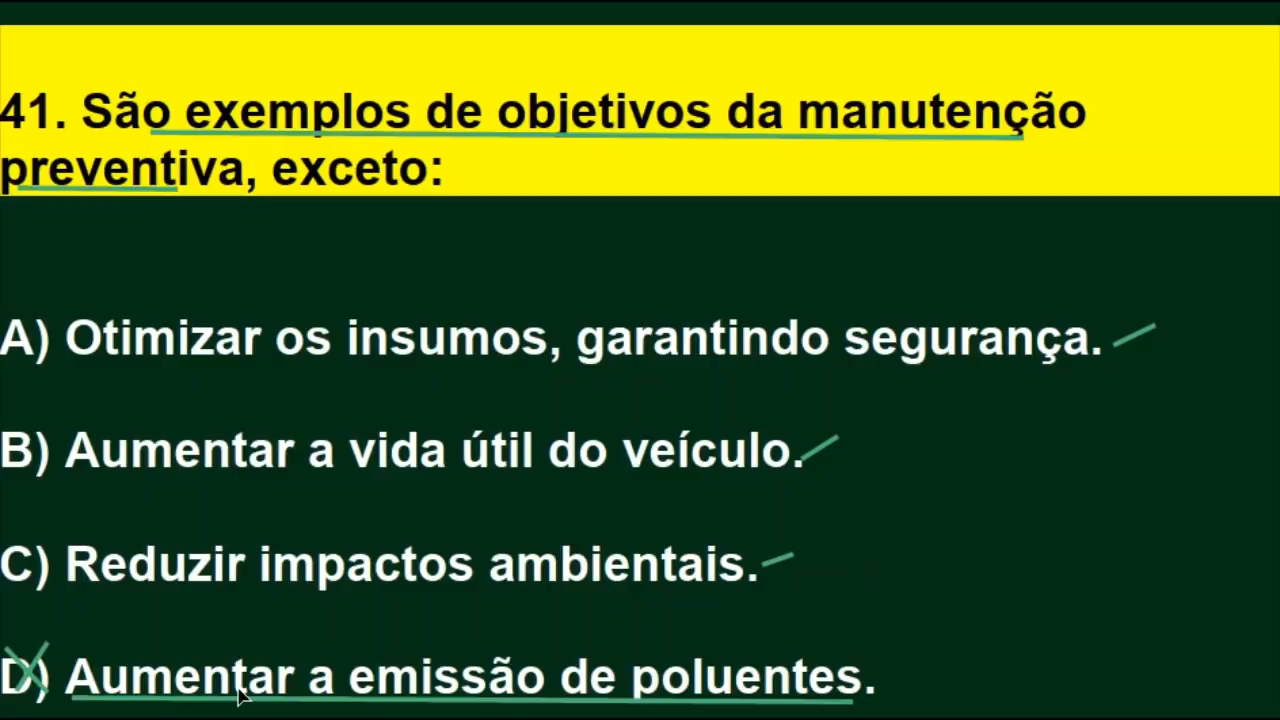 41. São exemplos de objetivos da manutenção
preventiva, exceto:
A) Otimizar os insumos, garantindo segurança.
B) Aumentar a vida útil do veículo.
C) Reduzir impactos ambientais.
D) Aumentar a emissão de poluentes.